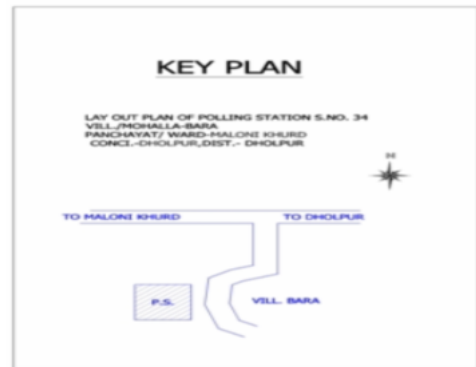 KEY PLAN
LAY OUT PLAN OF POLLING STATION S.NO. 34
VILL./MOHALLA-BARA
PANCHAYAT/ WARD-MALONI KHURD
CONCI.-DHOLPUR,DIST.- DHOLPUR
N
TO MALONI KHURD TO DHOLPUR
P.S. VILL. BARA